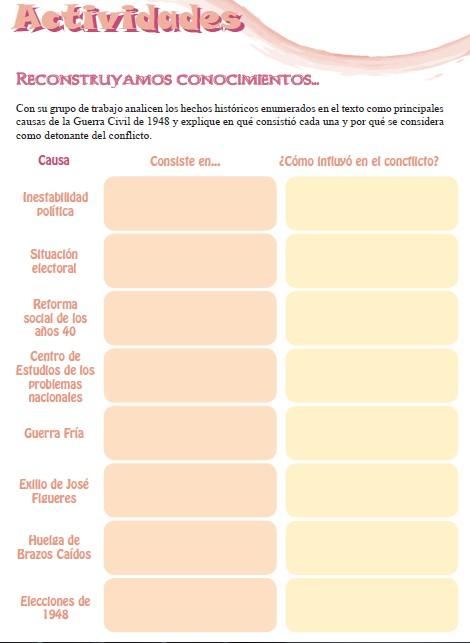 Actividades
Reconstruyamos conocimientos...
Con su grupo de trabajo analicen los hechos históricos enumerados en el texto como principales
causas de la Guerra Civil de 1948 y explique en qué consistió cada una y por qué se considera
como detonante del conflicto.
Causa Consiste en... ¿Cómo influyó en el concflicto?
Inestabilidad
política
Situación
electoral
Reforma
social de los
años 40
Centro de
Estudios de los
problemas
nacionales
Guerra Fría
Exilio de José
Figueres
Huelga de
Brazos Caídos
Elecciones de
1948